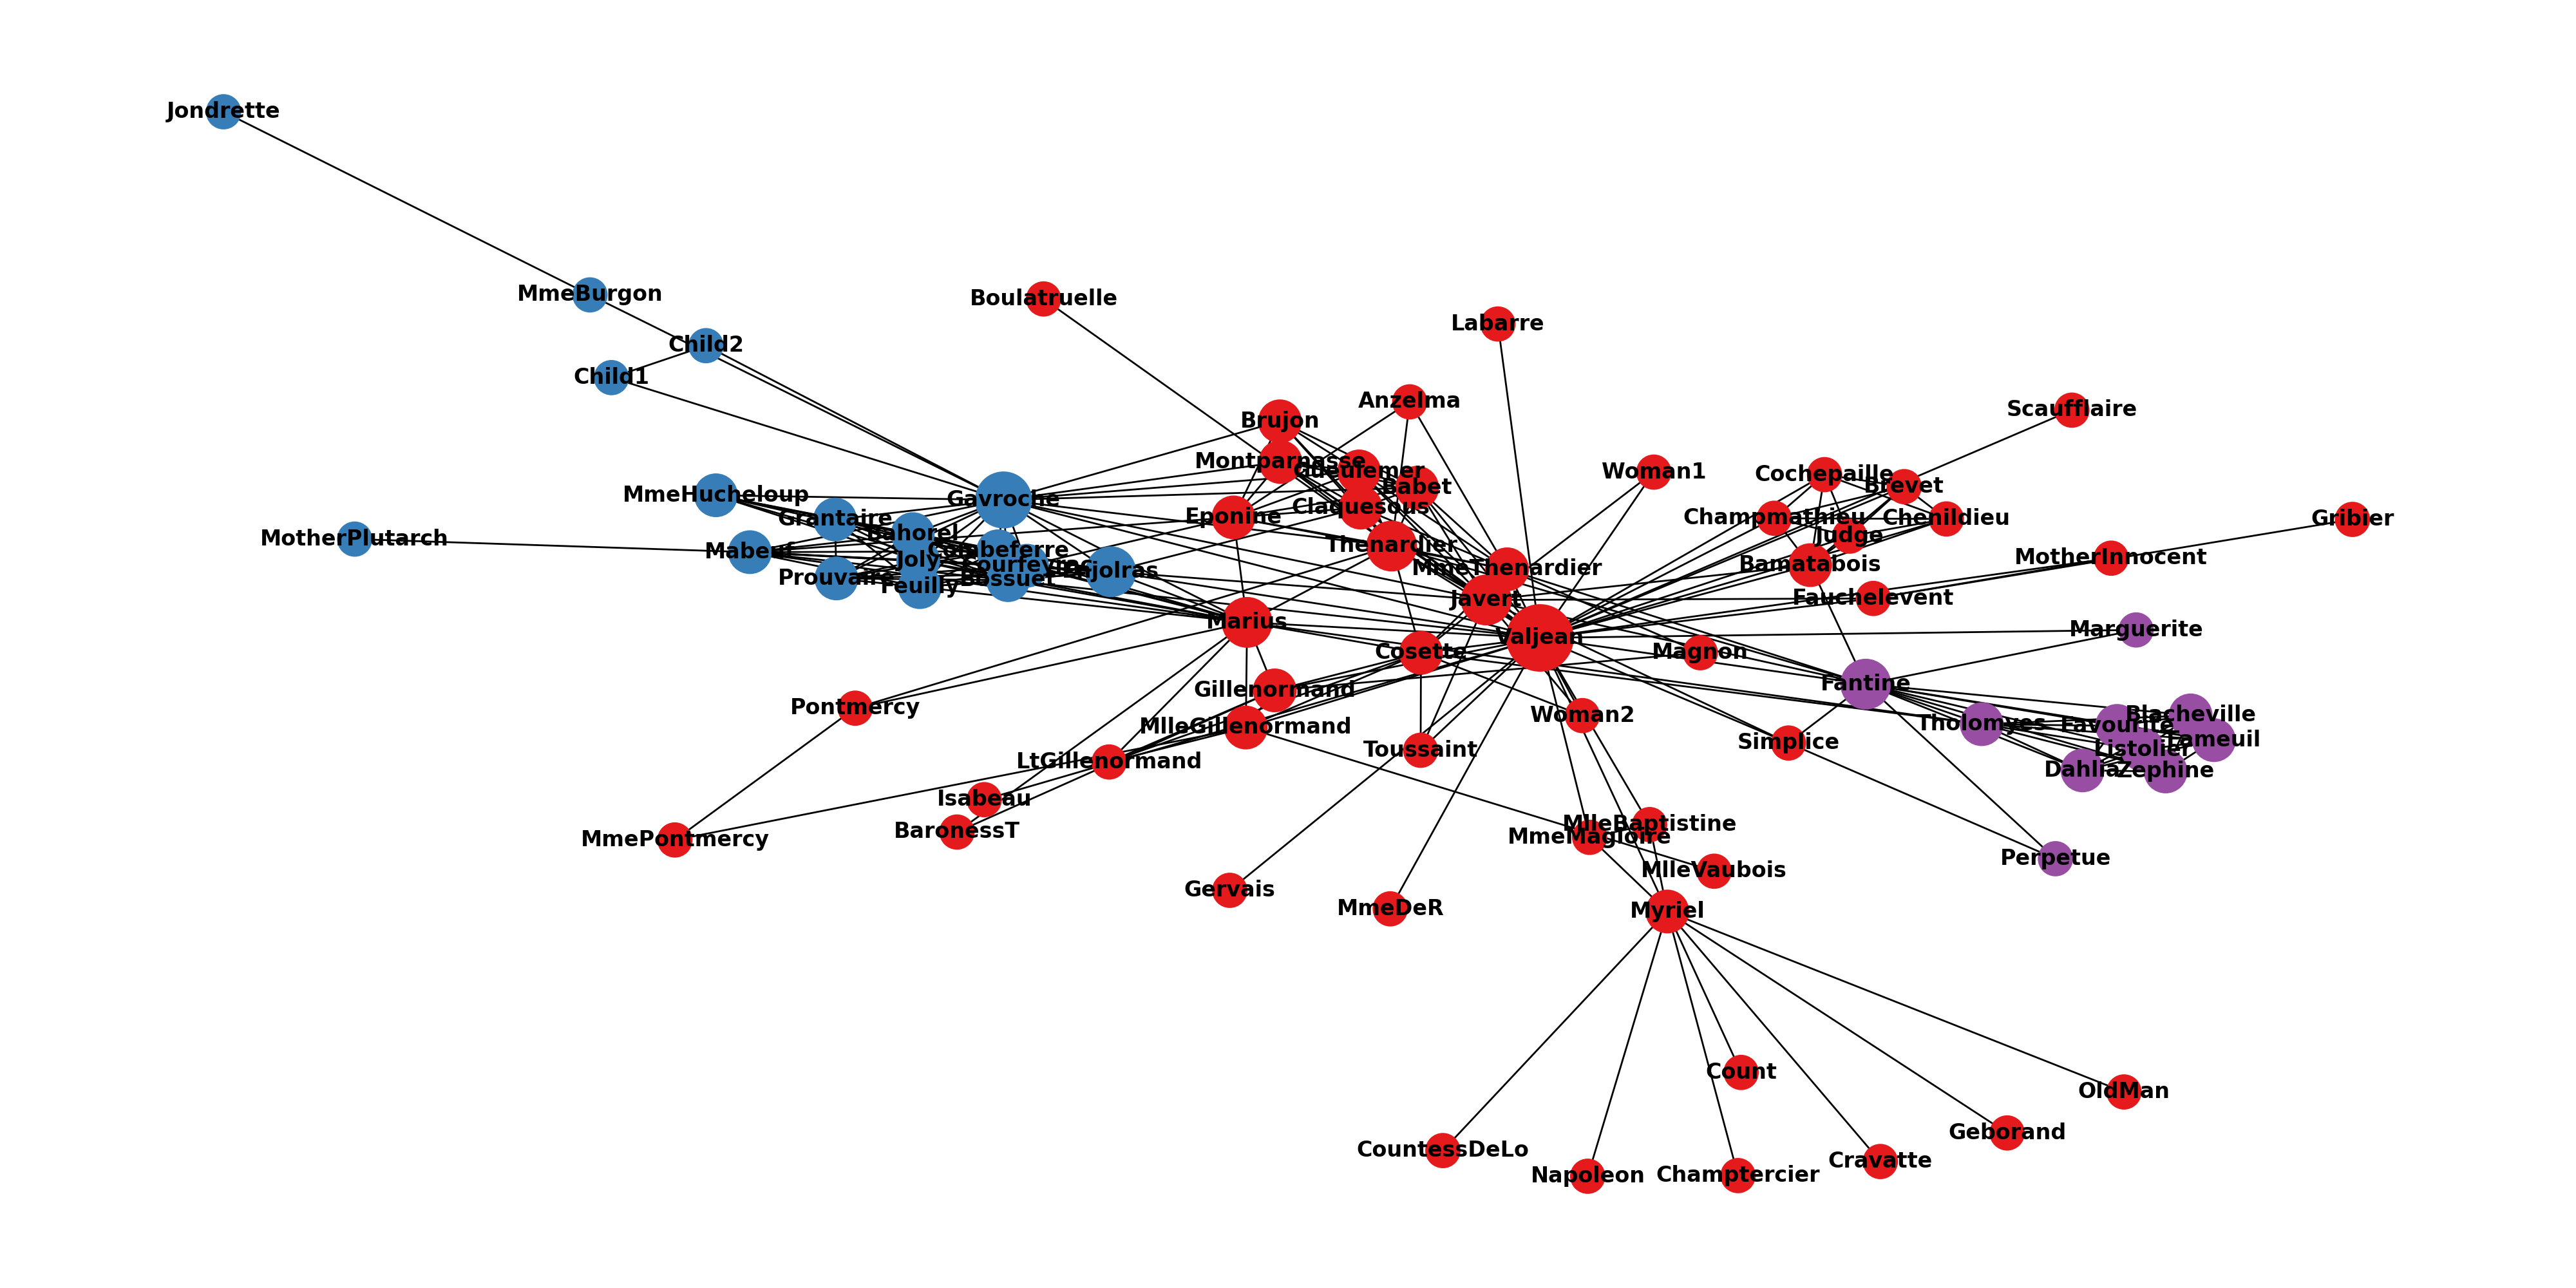 Jondrette
MmeBurgon
Boulatruelle
Labarre
Child2
Child1
Anzelma
Scaufflaire
Brujon
Montparnasse
Gueulemer
Woman1
Cochepaille
Babet
Brevet
MmeHucheloup
Gavroche
Claquesous
Grantaire
Eponine
Champmathieu
Chenildieu
Gribier
Bahorel
Judge
MotherPlutarch
Thenardier
Mabeuf
Combeferre
MotherInnocent
Joly
Bamatabois
MmeThenardier
Prouvaire
Bossuet
Feuilly
Javert
Fauchelevent
Marius
Marguerite
Valjean
Cosette
Magnon
Fantine
Gillenormand
Pontmercy
Woman2
Blacheville
Tholomyes
Favourite
MlleGillenormand
Fameuil
Simplice
Toussaint
Listolier
LtGillenormand
Dahlia
Zephine
Isabeau
MlleBaptistine
BaronessT
MmeMagloire
MmePontmercy
Perpetue
MlleVaubois
Gervais
MmeDeR
Myriel
Count
OldMan
Geborand
CountessDeLo
Cravatte
Napoleon
Champtercier